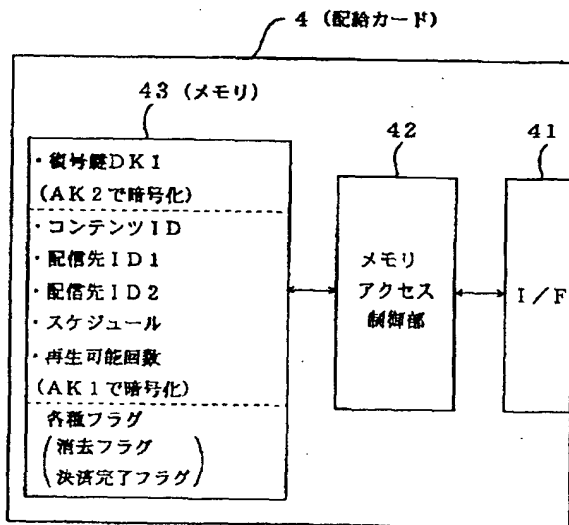 4（配給カード）
43（メモリ）
・復号鍵DK1
（AK2で暗号化）
・コンテンツID
・配信先ID1
・配信先ID2
・スケジュール
・再生可能回数
（AK1で暗号化）
各種フラグ
消去フラグ
決済完了フラグ
42
メモリ
アクセス
制御部
41
I／F